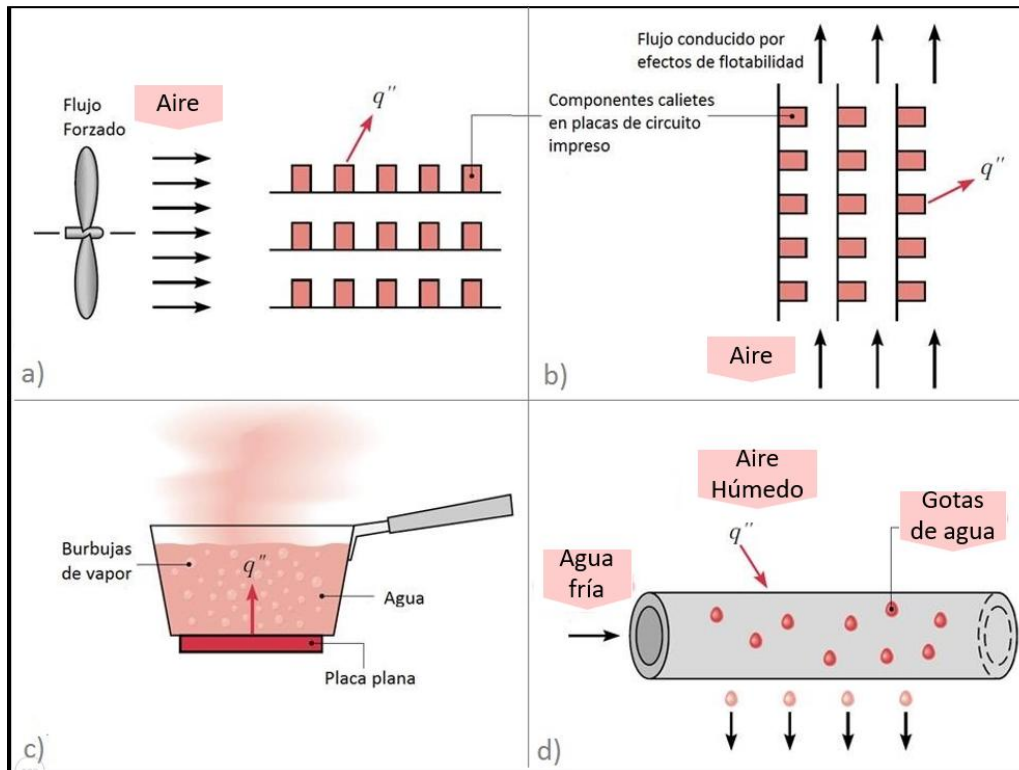 Flujo
Forzado
Aire
q''
a)
Flujo conducido por
efectos de flotabilidad
Componentes calietes
en placas de circuito
impreso
q''
Aire
b)
Burbujas
de vapor
q''
Agua
Placa plana
c)
Aire
Húmedo
q''
Gotas
de agua
Agua
fría
d)